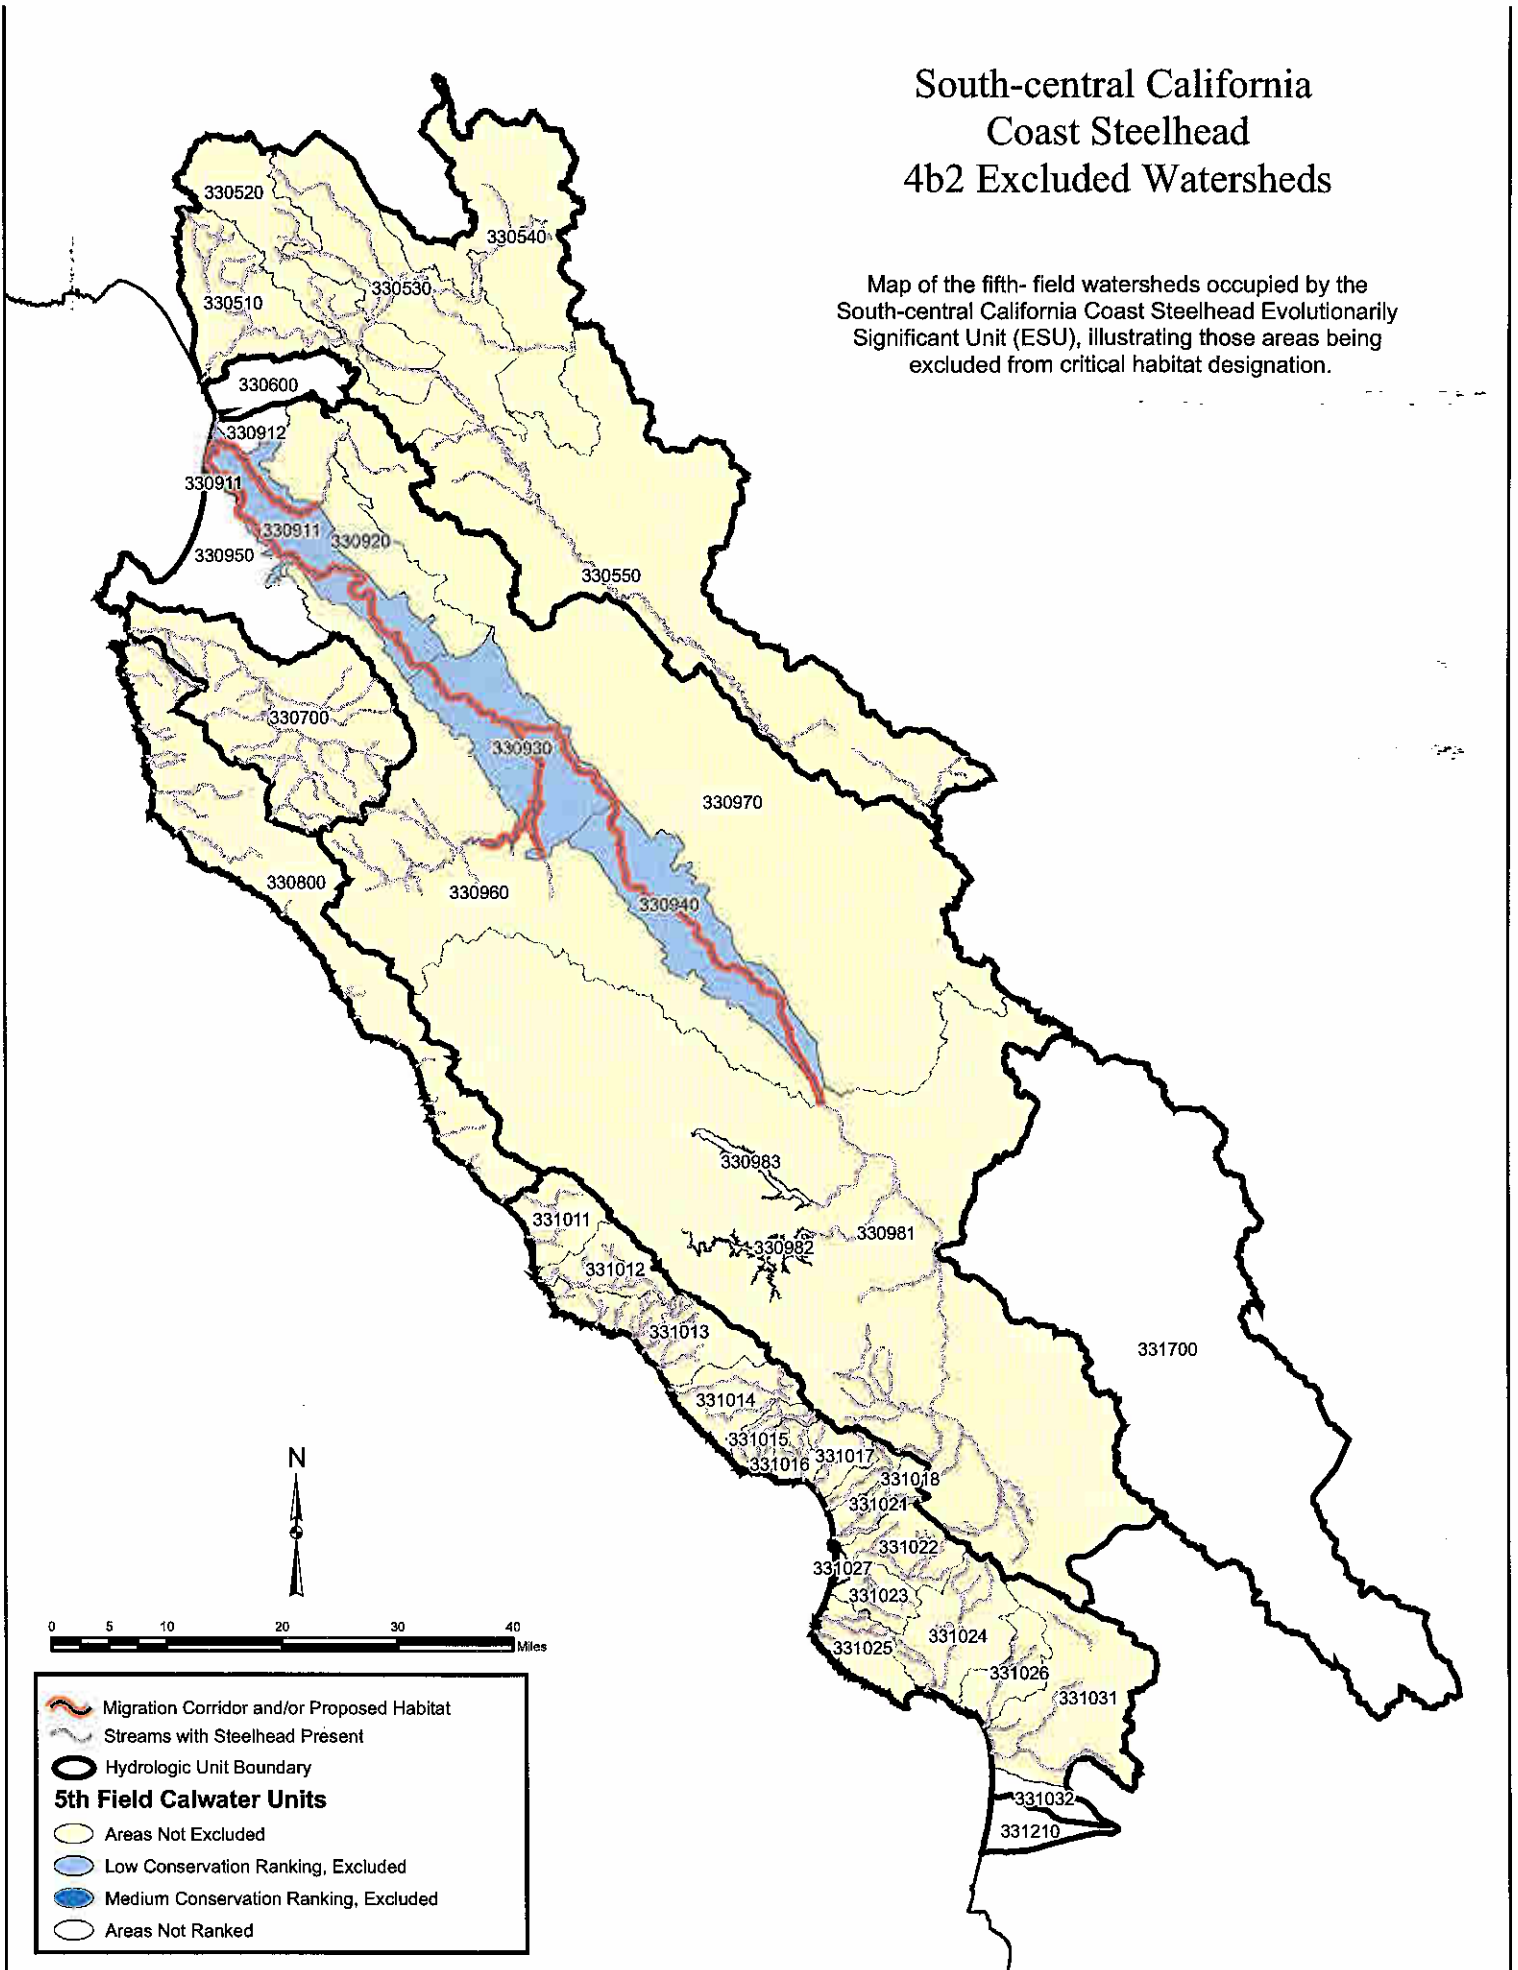 South-central California
Coast Steelhead
4b2 Excluded Watersheds
Map of the fifth- field watersheds occupied by the
South-central California Coast Steelhead Evolutionarily
Significant Unit (ESU), illustrating those areas being
excluded from critical habitat designation.
330520
330540
330530
330510
330600
330912
330911
330911
330920
330950
330550
330700
330930
330970
330800
330960
330940
330983
331011
330981
330982
331012
331013
331700
331014
331015
331017
331016
331018
331021
331022
331027
331023
331024
331025
331026
331031
331032
331210
N
0 5 10 20 30 40
Miles
Migration Corridor and/or Proposed Habitat
Streams with Steelhead Present
Hydrologic Unit Boundary
5th Field Calwater Units
Areas Not Excluded
Low Conservation Ranking, Excluded
Medium Conservation Ranking, Excluded
Areas Not Ranked